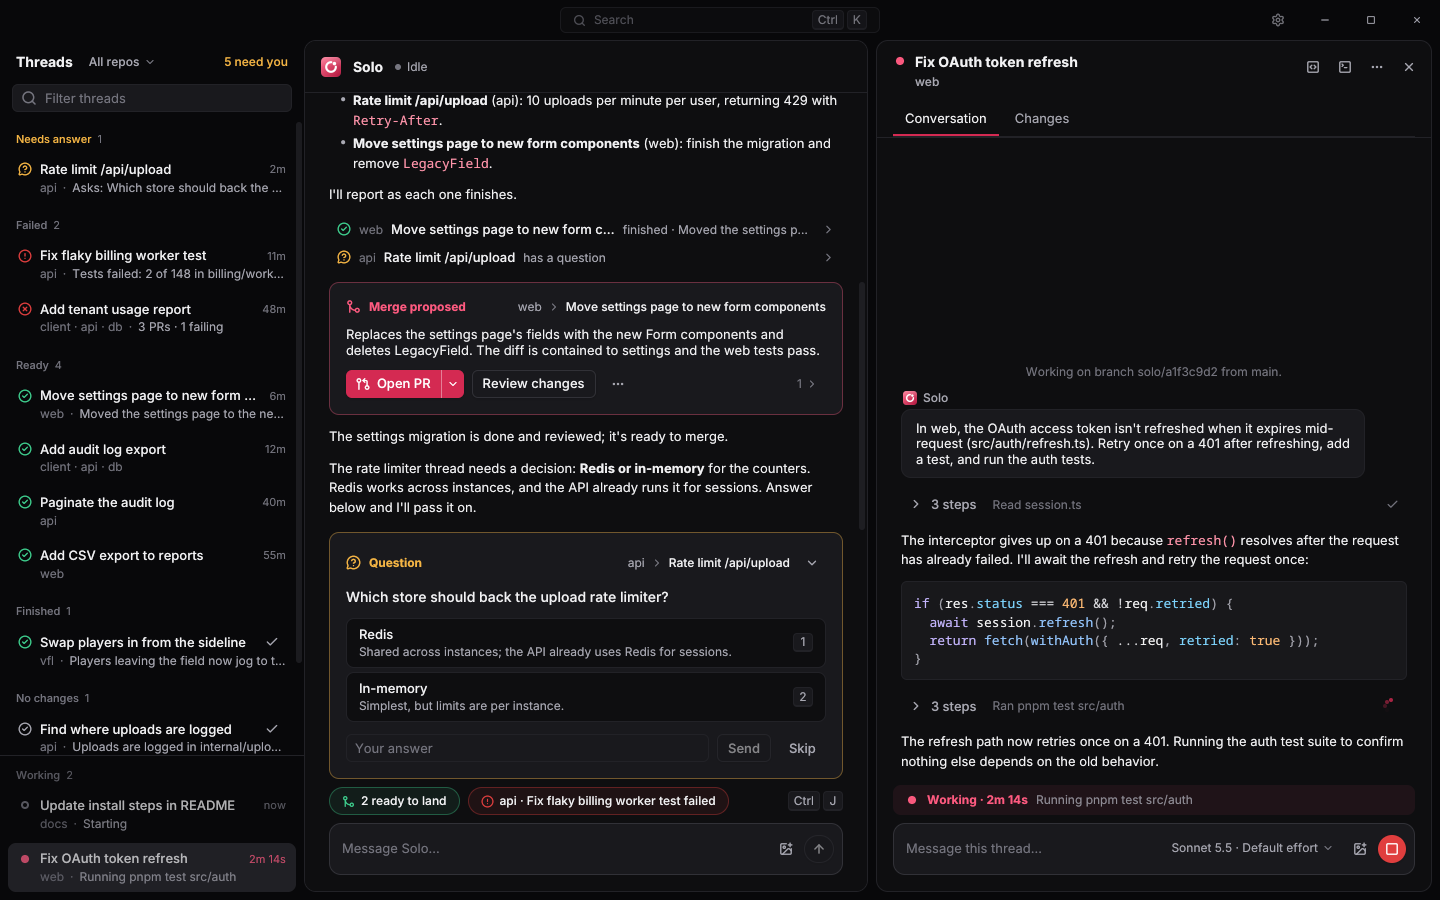 Search
Ctrl K
Threads All repos 5 need you
Filter threads
Needs answer 1
Rate limit /api/upload 2m
api · Asks: Which store should back the ...
Failed 2
Fix flaky billing worker test 11m
api · Tests failed: 2 of 148 in billing/work...
Add tenant usage report 48m
client · api · db · 3 PRs · 1 failing
Ready 4
Move settings page to new form ... 6m
web · Moved the settings page to the ne...
Add audit log export 12m
client · api · db
Paginate the audit log 40m
api
Add CSV export to reports 55m
web
Finished 1
Swap players in from the sideline
vfl · Players leaving the field now jog to t...
No changes 1
Find where uploads are logged
api · Uploads are logged in internal/uplo...
Working 2
Update install steps in README now
docs · Starting
Fix OAuth token refresh 2m 14s
web · Running pnpm test src/auth
Solo Idle
• Rate limit /api/upload (api): 10 uploads per minute per user, returning 429 with
Retry-After.
• Move settings page to new form components (web): finish the migration and
remove LegacyField.
I'll report as each one finishes.
web Move settings page to new form c... finished · Moved the settings p...
api Rate limit /api/upload has a question
Merge proposed web > Move settings page to new form components
Replaces the settings page's fields with the new Form components and
deletes LegacyField. The diff is contained to settings and the web tests pass.
Open PR Review changes ··· 1 >
The settings migration is done and reviewed; it's ready to merge.
The rate limiter thread needs a decision: Redis or in-memory for the counters.
Redis works across instances, and the API already runs it for sessions. Answer
below and I'll pass it on.
Question api > Rate limit /api/upload
Which store should back the upload rate limiter?
Redis 1
Shared across instances; the API already uses Redis for sessions.
In-memory 2
Simplest, but limits are per instance.
Your answer Send Skip
2 ready to land api · Fix flaky billing worker test failed Ctrl J
Message Solo...
Fix OAuth token refresh
web
Conversation Changes
Working on branch solo/a1f3c9d2 from main.
Solo
In web, the OAuth access token isn't refreshed when it expires mid-
request (src/auth/refresh.ts). Retry once on a 401 after refreshing, add
a test, and run the auth tests.
3 steps Read session.ts
The interceptor gives up on a 401 because refresh() resolves after the request
has already failed. I'll await the refresh and retry the request once:
if (res.status === 401 && !req.retried) {
await session.refresh();
return fetch(withAuth({ ...req, retried: true }));
}
3 steps Ran pnpm test src/auth
The refresh path now retries once on a 401. Running the auth test suite to confirm
nothing else depends on the old behavior.
Working · 2m 14s Running pnpm test src/auth
Message this thread... Sonnet 5.5 · Default effort